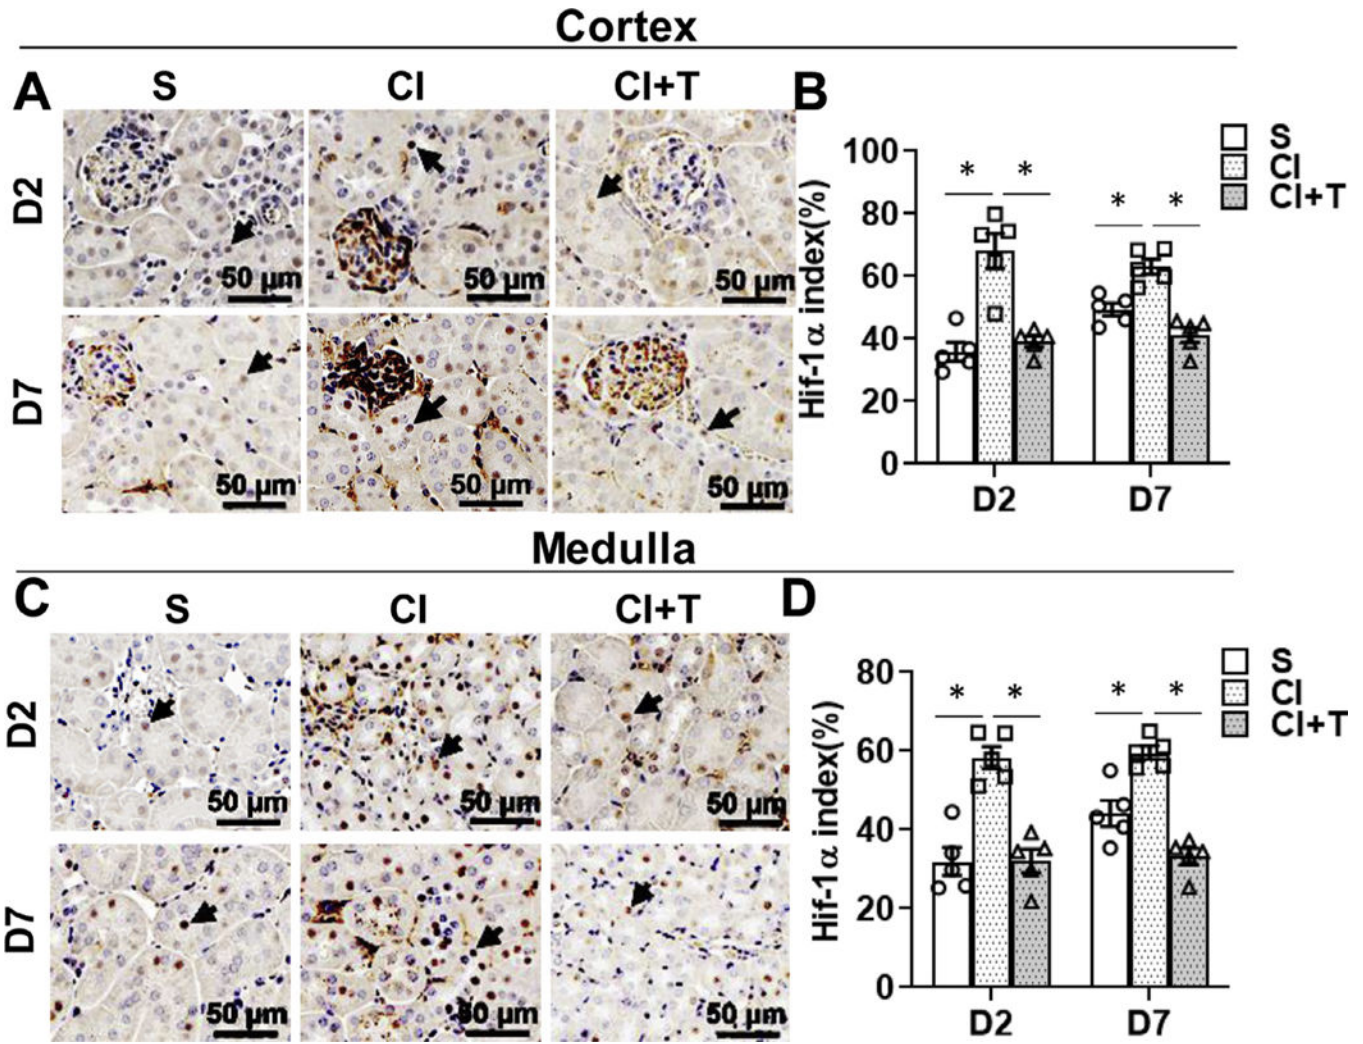 Cortex
A
S
CI
CI+T
D2
50 µm
50 µm
50 µm
D7
50 µm
50 µm
50 µm
B
Hif-1α index(%)
100
80
60
40
20
0
* * * *
D2
D7
S
CI
CI+T
Medulla
C
S
CI
CI+T
D2
50 µm
50 µm
50 µm
D7
50 µm
50 µm
50 µm
D
Hif-1α index(%)
80
60
40
20
0
* * * *
D2
D7
S
CI
CI+T